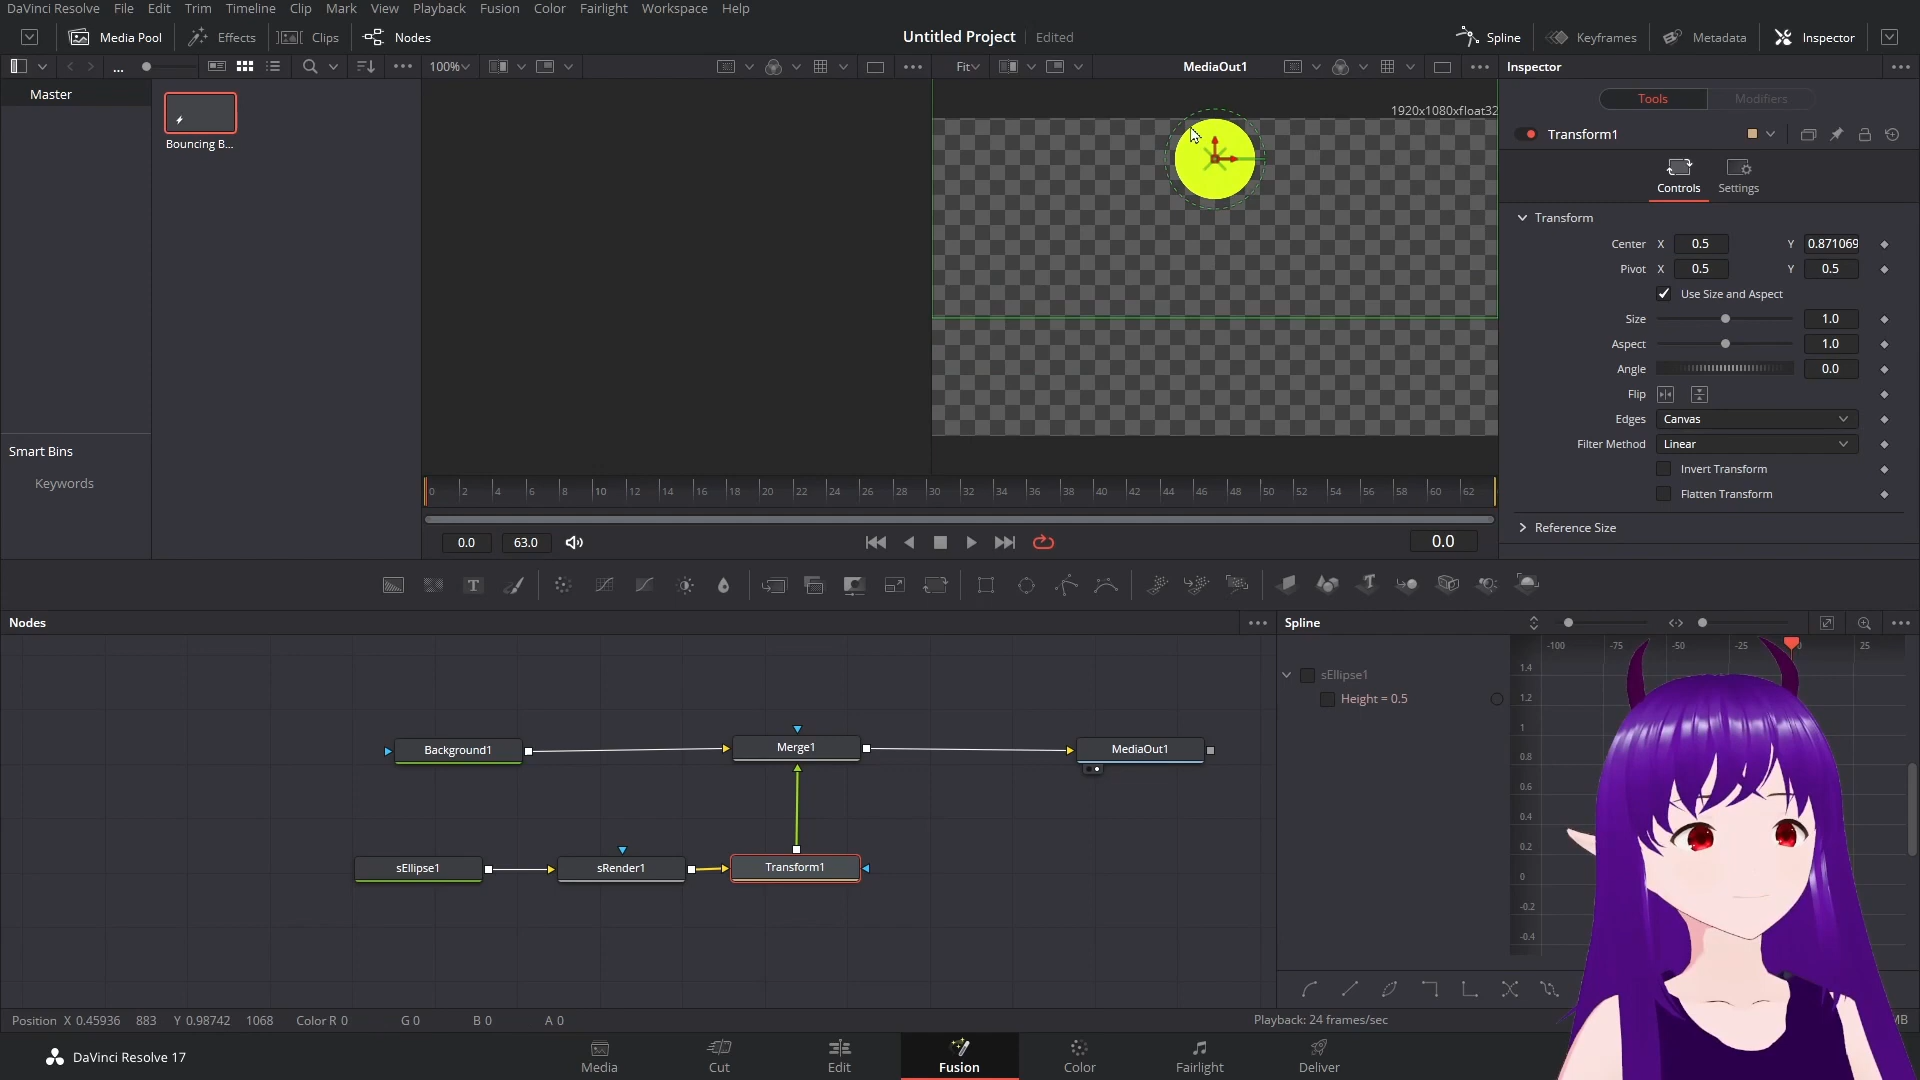 DaVinci Resolve File Edit Trim Timeline Clip Mark View Playback Fusion Color Fairlight Workspace Help
Media Pool Effects Clips Nodes Untitled Project Edited Spline Keyframes Metadata Inspector
... 100% Fit MediaOut1 Inspector
Master
Bouncing B...
1920x1080xfloat32
Tools Modifiers
Transform1
Controls Settings
Transform
Center X 0.5 Y 0.871069
Pivot X 0.5 Y 0.5
Use Size and Aspect
Size 1.0
Aspect 1.0
Angle 0.0
Flip
Edges Canvas
Filter Method Linear
Invert Transform
Flatten Transform
Reference Size
Smart Bins
Keywords
0 2 4 6 8 10 12 14 16 18 20 22 24 26 28 30 32 34 36 38 40 42 44 46 48 50 52 54 56 58 60 62
0.0 63.0 0.0
T
Nodes Spline
-100 -75 -50 -25 0 25
sEllipse1
Height = 0.5
1.4
1.2
1
0.8
0.6
0.4
0.2
0
-0.2
-0.4
Background1 Merge1 MediaOut1
sEllipse1 sRender1 Transform1
Position X 0.45936 883 Y 0.98742 1068 Color R 0 G 0 B 0 A 0 Playback: 24 frames/sec MB
DaVinci Resolve 17 Media Cut Edit Fusion Color Fairlight Deliver